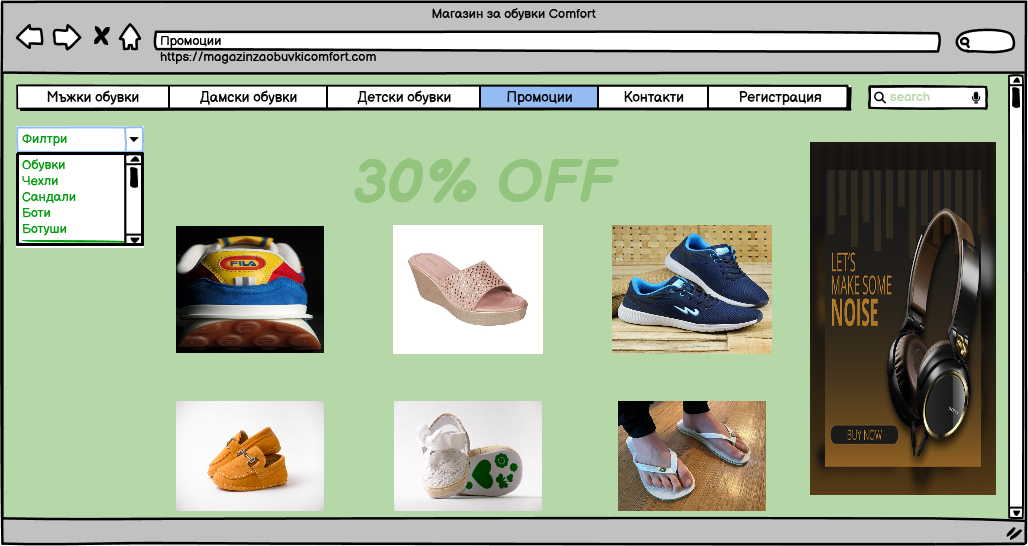 Магазин за обувки Comfort
Промоции
https://magazinzaobuvkicomfort.com
Мъжки обувки
Дамски обувки
Детски обувки
Промоции
Контакти
Регистрация
search
Филтри
Обувки
Чехли
Сандали
Боти
Ботуши
30% OFF
FILA
LET'S
MAKE SOME
NOISE
BUY NOW